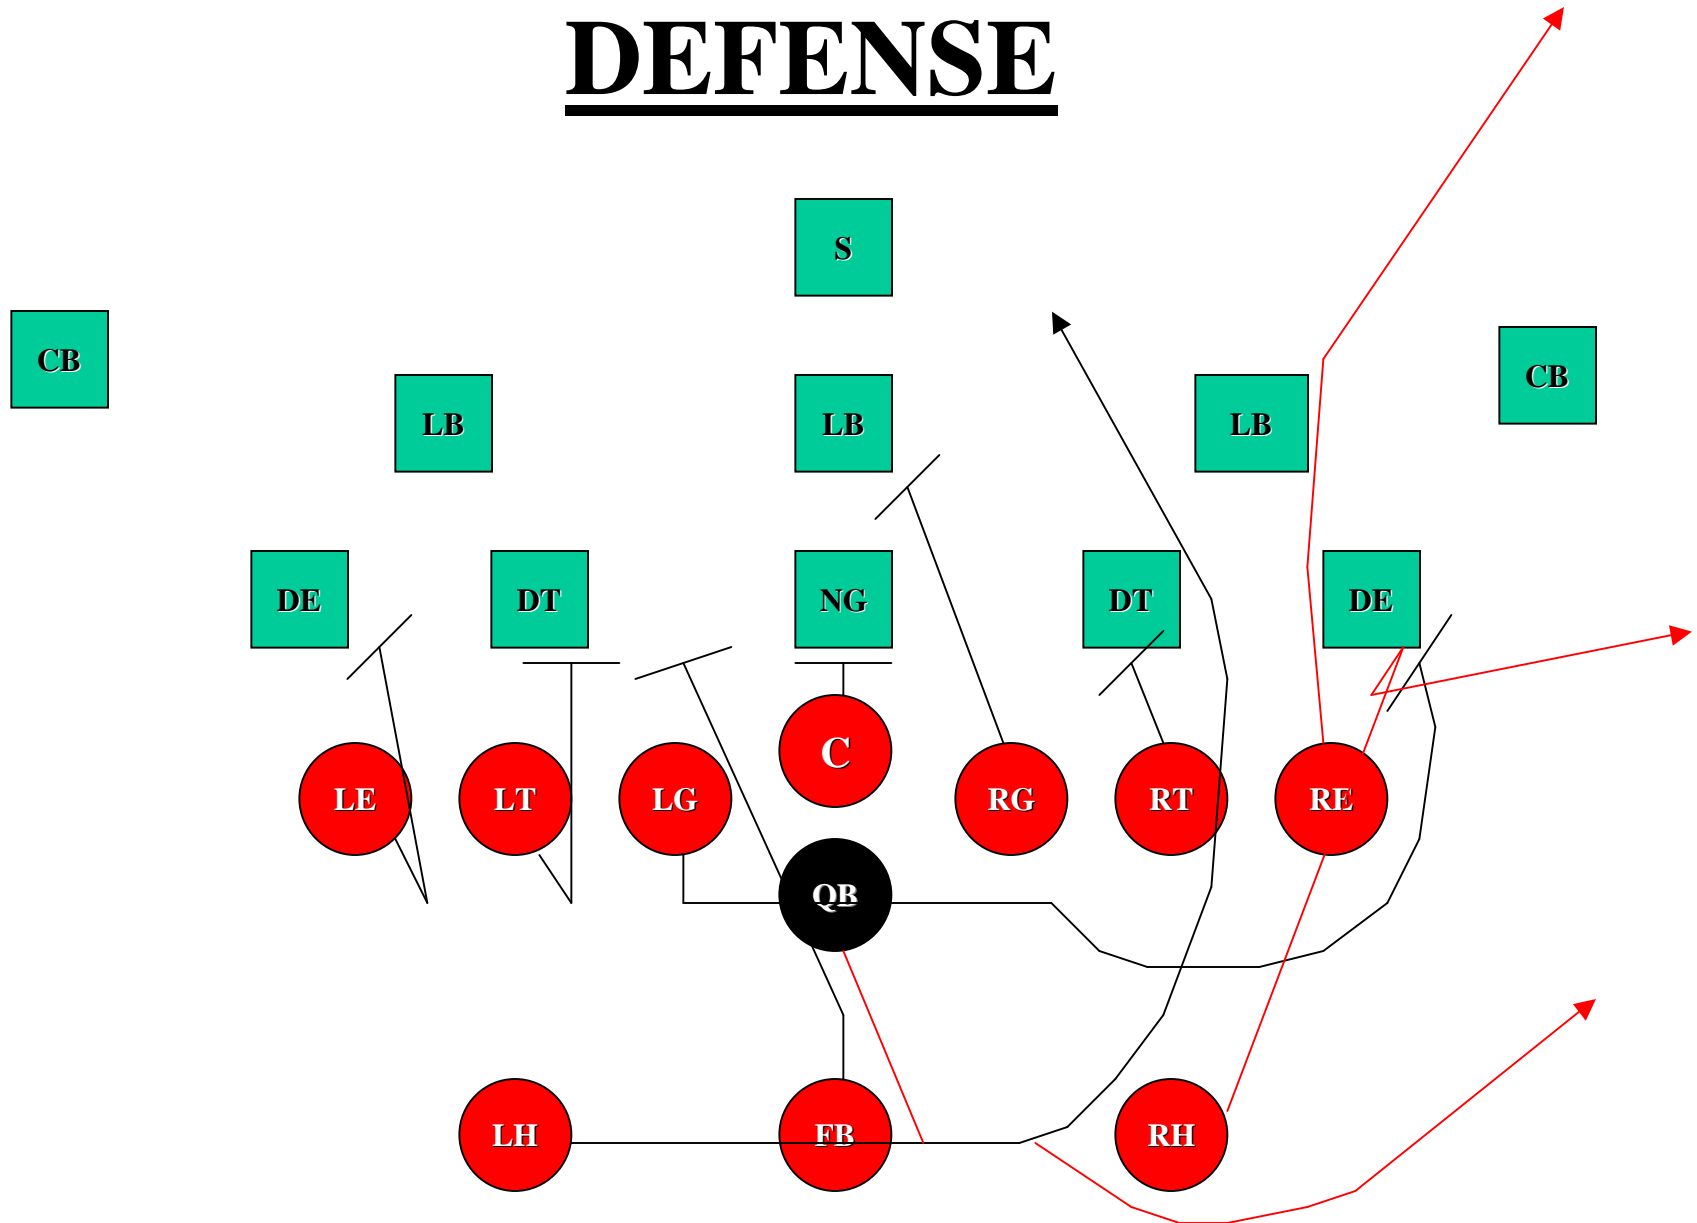 DEFENSE
S
CB
CB
LB
LB
LB
DE
DT
NG
DT
DE
C
LE
LT
LG
RG
RT
RE
QB
LH
FB
RH